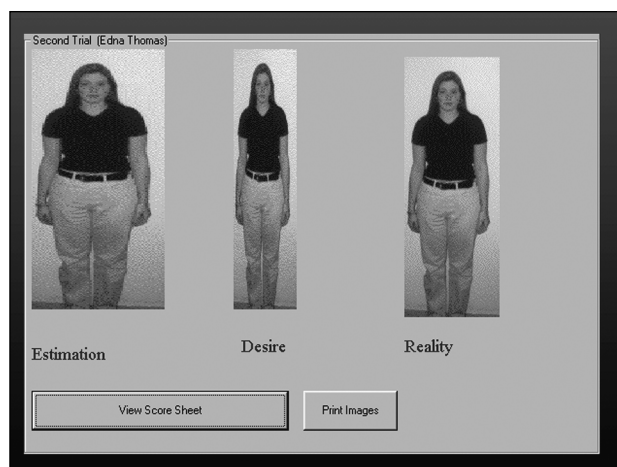 Second Trial (Edna Thomas)
Estimation
Desire
Reality
View Score Sheet
Print Images